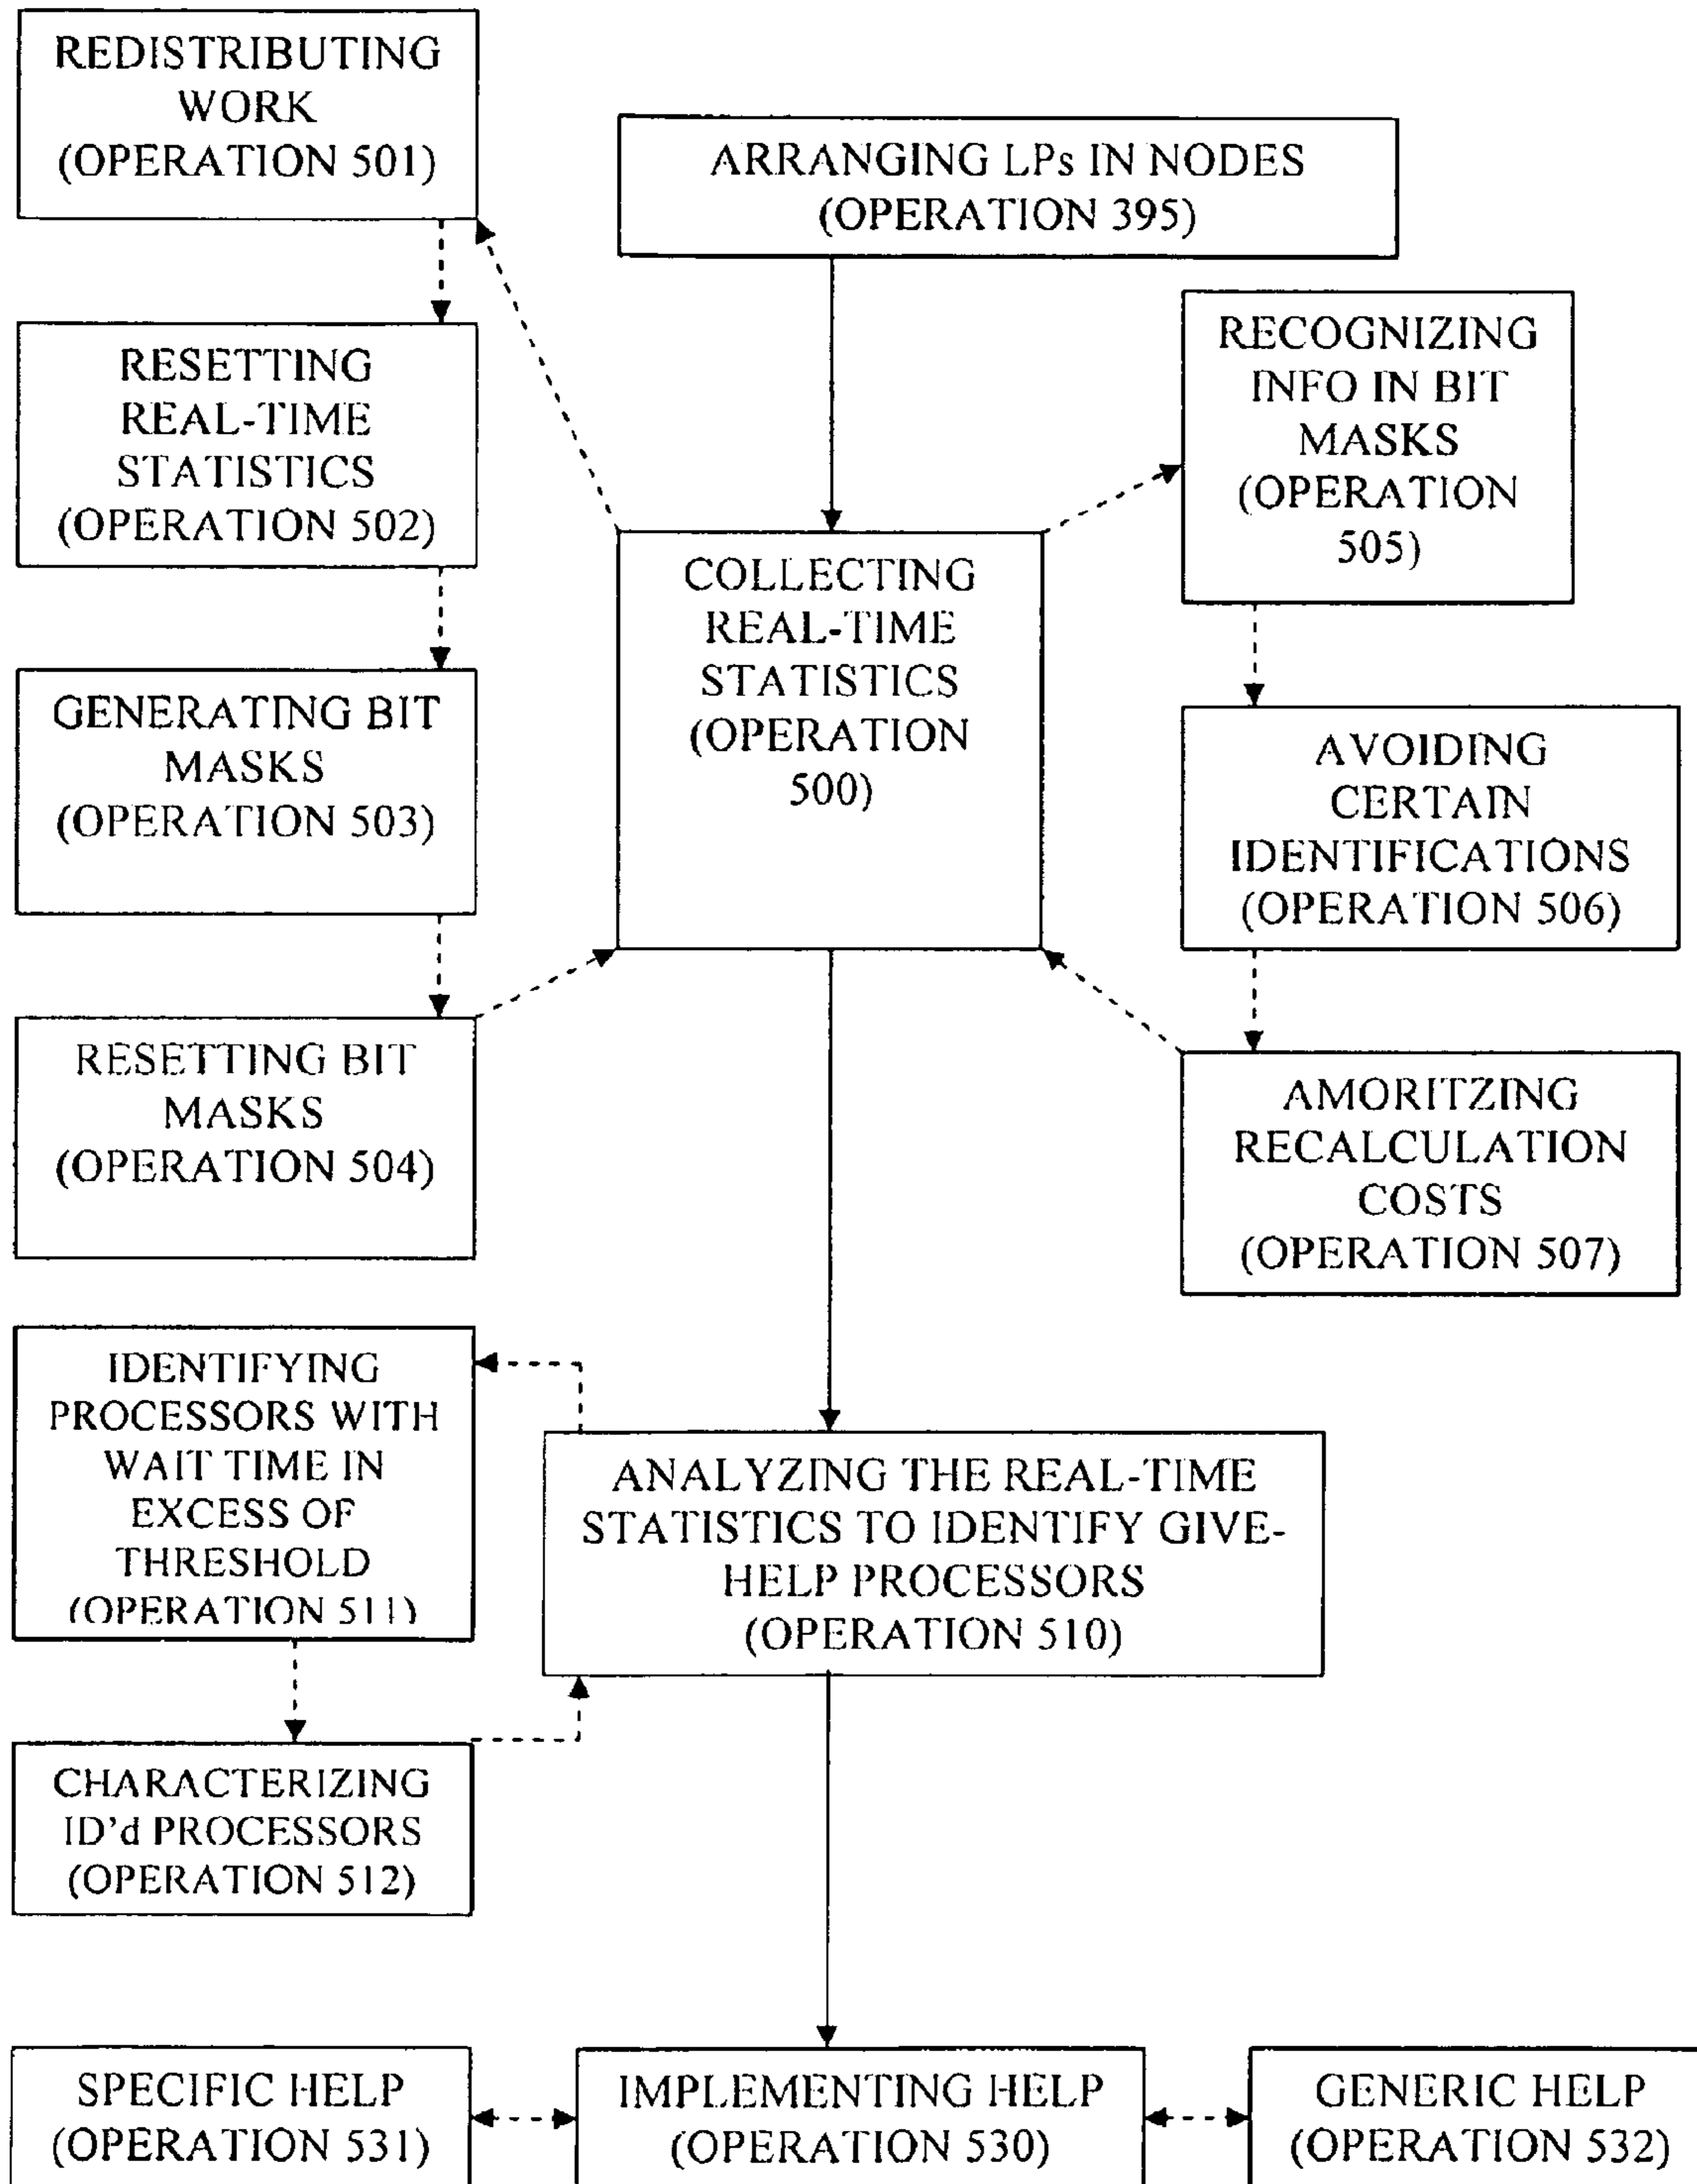 REDISTRIBUTING
WORK
(OPERATION 501)
ARRANGING LPs IN NODES
(OPERATION 395)
RESETTING
REAL-TIME
STATISTICS
(OPERATION 502)
RECOGNIZING
INFO IN BIT
MASKS
(OPERATION
505)
COLLECTING
REAL-TIME
STATISTICS
(OPERATION
500)
GENERATING BIT
MASKS
(OPERATION 503)
AVOIDING
CERTAIN
IDENTIFICATIONS
(OPERATION 506)
RESETTING BIT
MASKS
(OPERATION 504)
AMORITZING
RECALCULATION
COSTS
(OPERATION 507)
IDENTIFYING
PROCESSORS WITH
WAIT TIME IN
EXCESS OF
THRESHOLD
(OPERATION 511)
ANALYZING THE REAL-TIME
STATISTICS TO IDENTIFY GIVE-
HELP PROCESSORS
(OPERATION 510)
CHARACTERIZING
ID'd PROCESSORS
(OPERATION 512)
SPECIFIC HELP
(OPERATION 531)
IMPLEMENTING HELP
(OPERATION 530)
GENERIC HELP
(OPERATION 532)